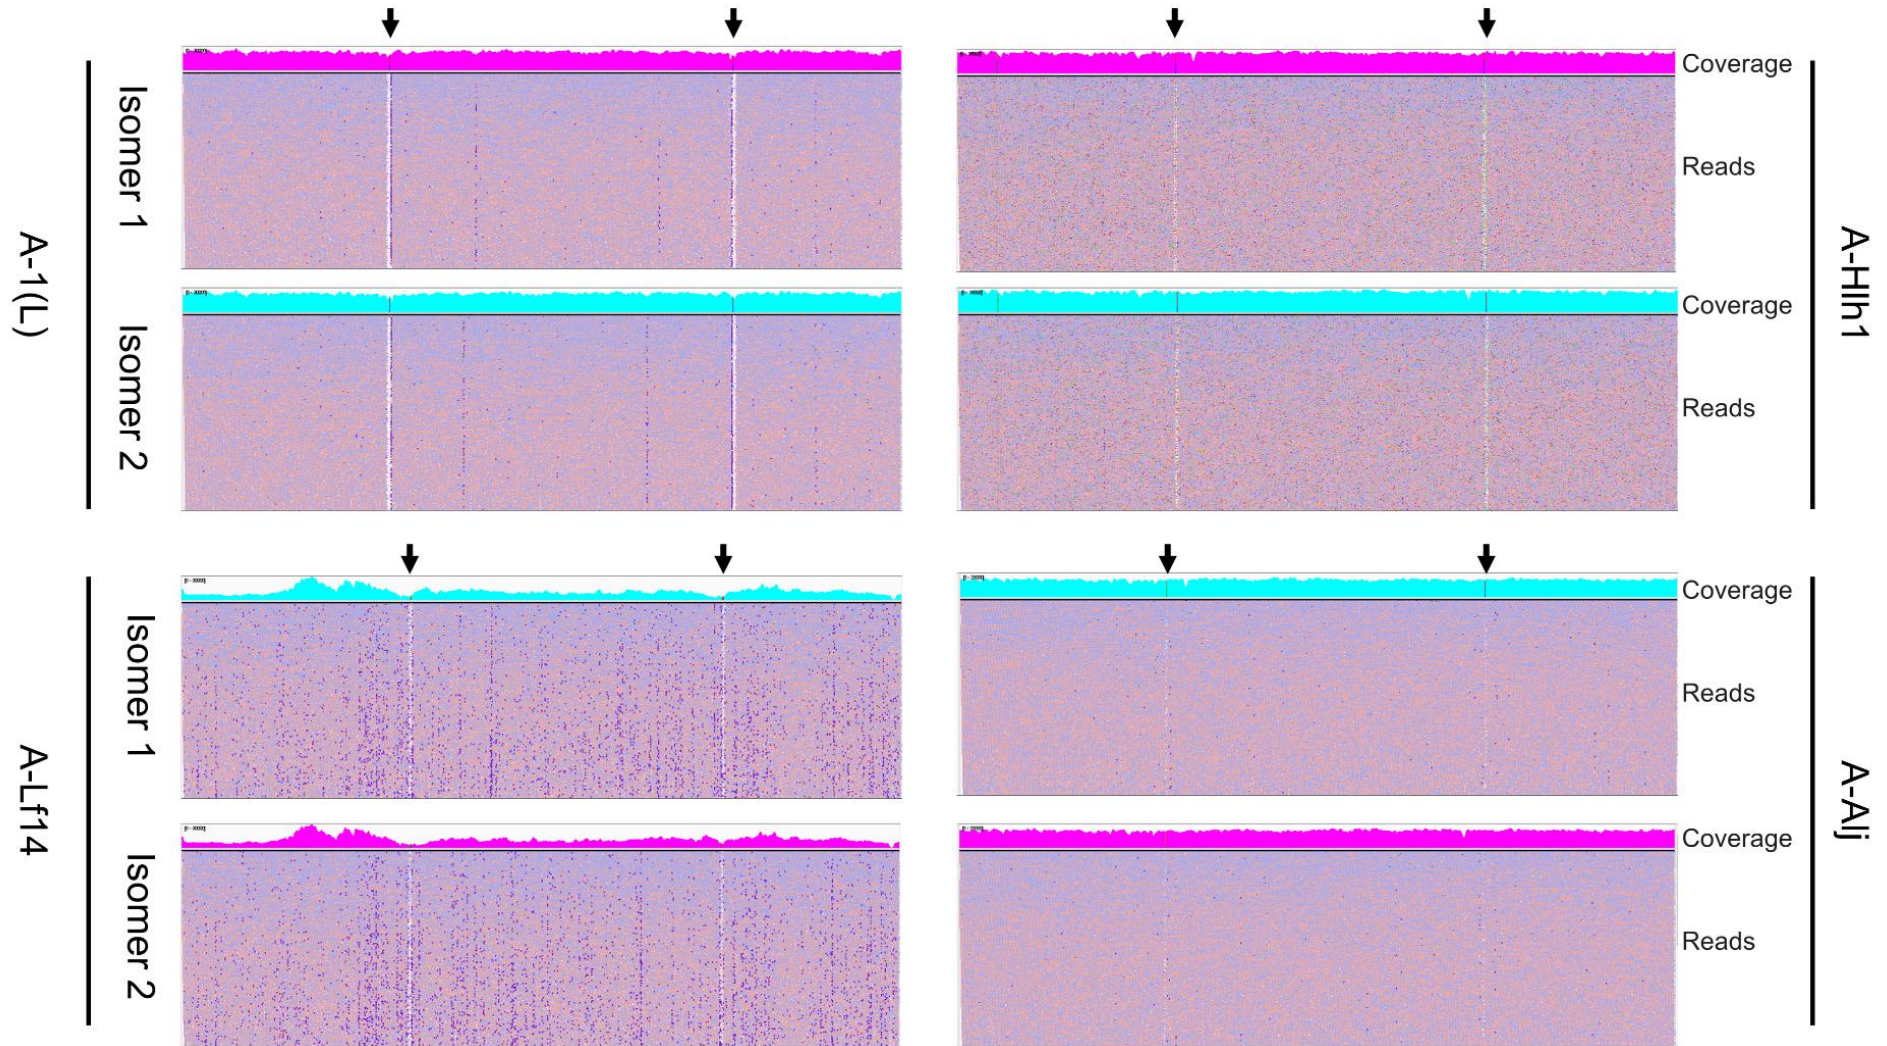 A-1(L)
Isomer 1
Isomer 2
Coverage
Reads
Coverage
Reads
A-Hlh1
A-Lf14
Isomer 1
Isomer 2
Coverage
Reads
Coverage
Reads
A-Alj